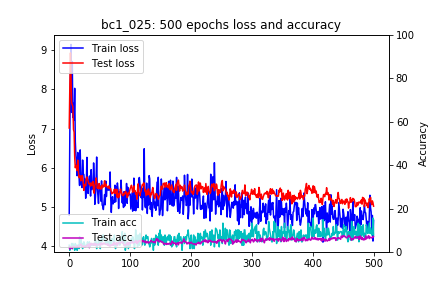 bc1_025: 500 epochs loss and accuracy
Train loss
Test loss
Train acc
Test acc
Loss
Accuracy
9
8
7
6
5
4
100
80
60
40
20
0
0 100 200 300 400 500